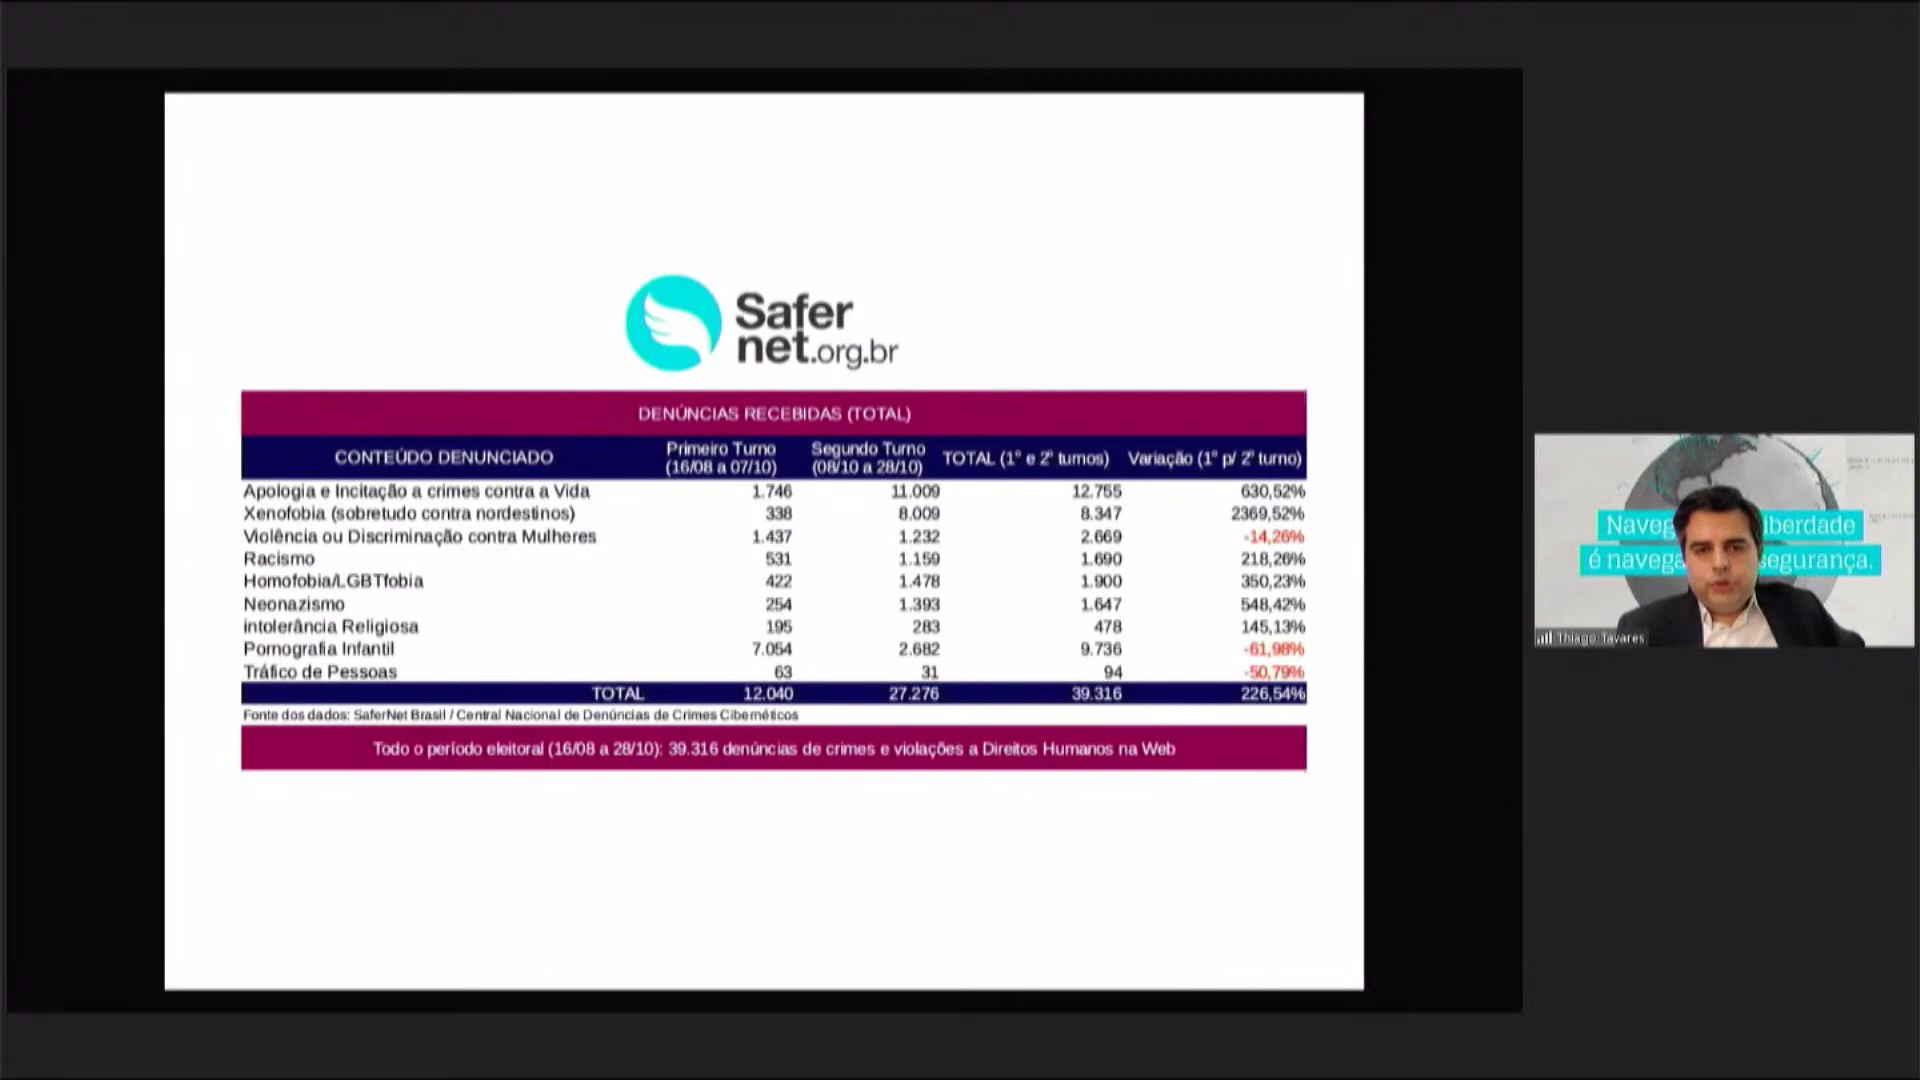 Safer
net.org.br
DENÚNCIAS RECEBIDAS (TOTAL)
CONTEÚDO DENUNCIADO Primeiro Turno (16/08 a 07/10) Segundo Turno (08/10 a 28/10) TOTAL (1º e 2º turnos) Variação (1º p/ 2º turno)
Apologia e Incitação a crimes contra a Vida 1.746 11.009 12.755 630,52%
Xenofobia (sobretudo contra nordestinos) 338 8.009 8.347 2369,52%
Violência ou Discriminação contra Mulheres 1.437 1.232 2.669 -14,26%
Racismo 531 1.159 1.690 218,26%
Homofobia/LGBTfobia 422 1.478 1.900 350,23%
Neonazismo 254 1.393 1.647 548,42%
intolerância Religiosa 195 283 478 145,13%
Pornografia Infantil 7.054 2.682 9.736 -61,98%
Tráfico de Pessoas 63 31 94 -50,79%
TOTAL 12.040 27.276 39.316 226,54%
Fonte dos dados: SaferNet Brasil / Central Nacional de Denúncias de Crimes Cibernéticos
Todo o período eleitoral (16/08 a 28/10): 39.316 denúncias de crimes e violações a Direitos Humanos na Web
Naveg iberdade
é navega segurança.
Thiago Tavares